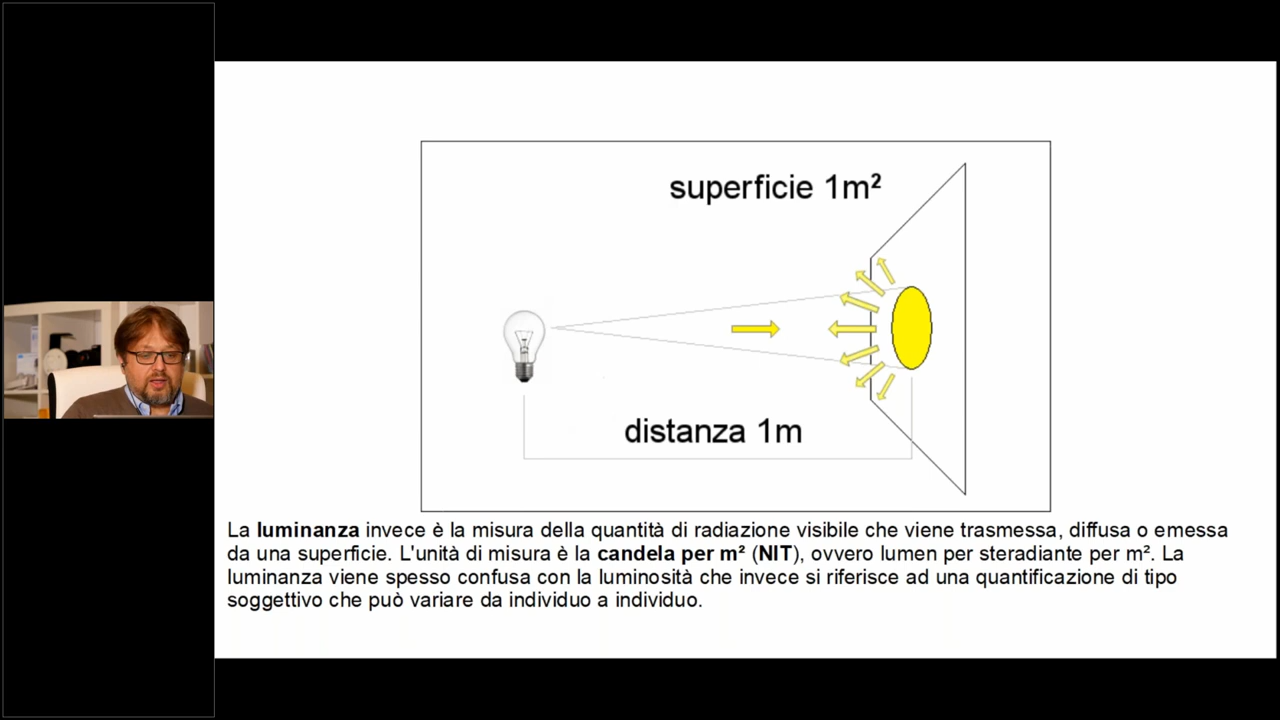 superficie 1m²
distanza 1m
La luminanza invece è la misura della quantità di radiazione visibile che viene trasmessa, diffusa o emessa
da una superficie. L'unità di misura è la candela per m² (NIT), ovvero lumen per steradiante per m². La
luminanza viene spesso confusa con la luminosità che invece si riferisce ad una quantificazione di tipo
soggettivo che può variare da individuo a individuo.